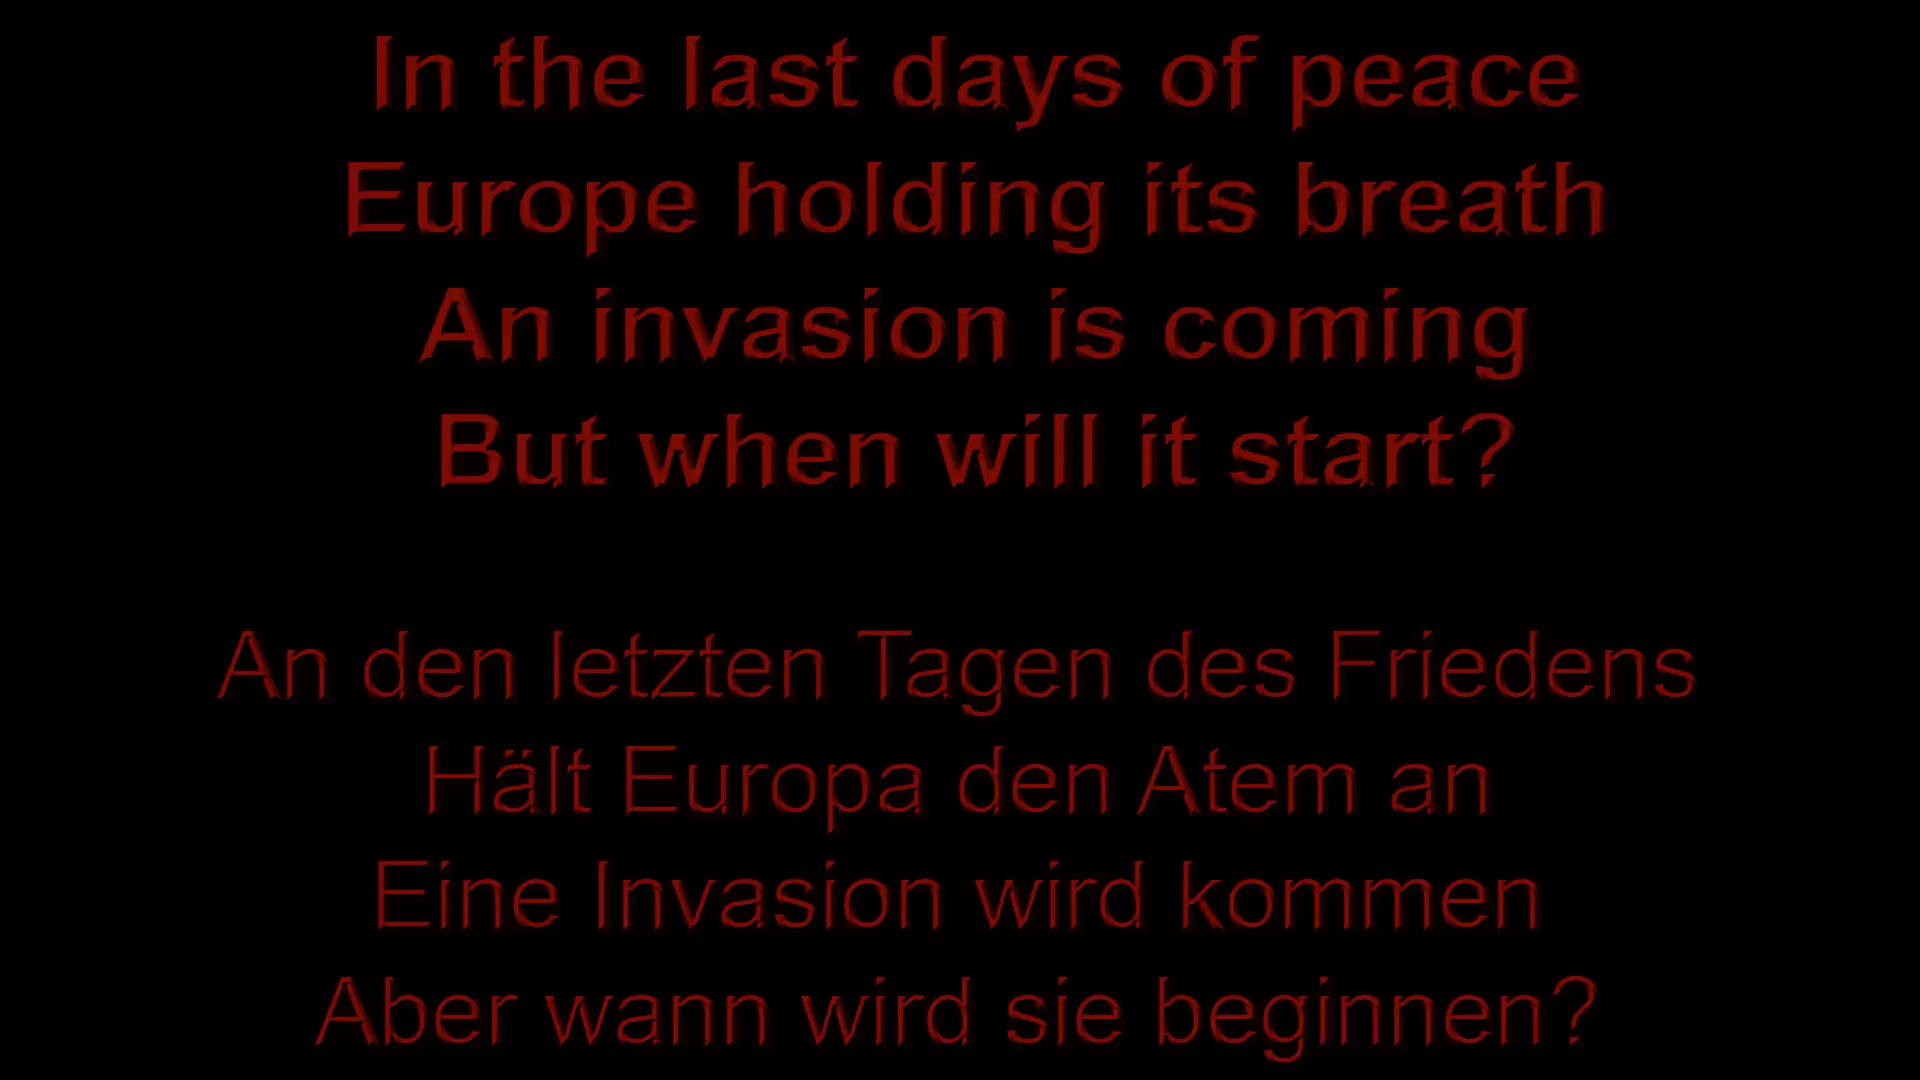 In the last days of peace
Europe holding its breath
An invasion is coming
But when will it start?
An den letzten Tagen des Friedens
Hält Europa den Atem an
Eine Invasion wird kommen
Aber wann wird sie beginnen?